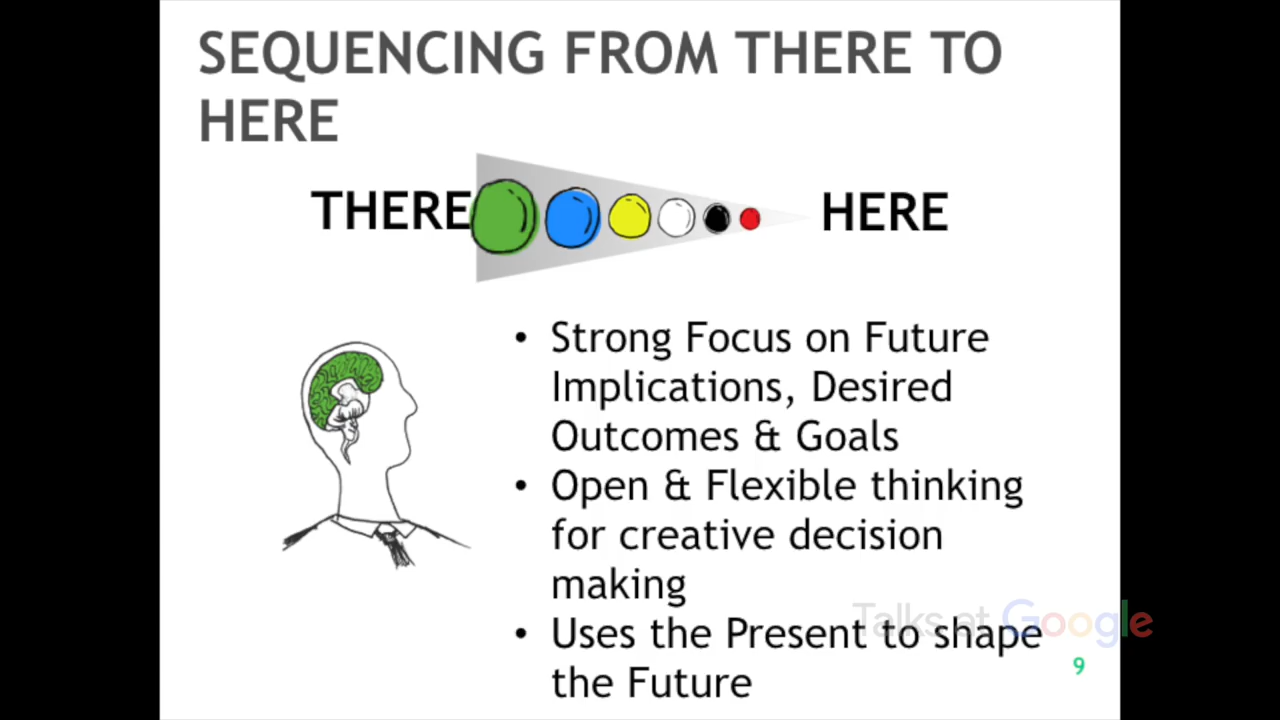 SEQUENCING FROM THERE TO
HERE
THERE
HERE
• Strong Focus on Future
Implications, Desired
Outcomes & Goals
• Open & Flexible thinking
for creative decision
making
• Uses the Present to shape
the Future
Talks at Google
9